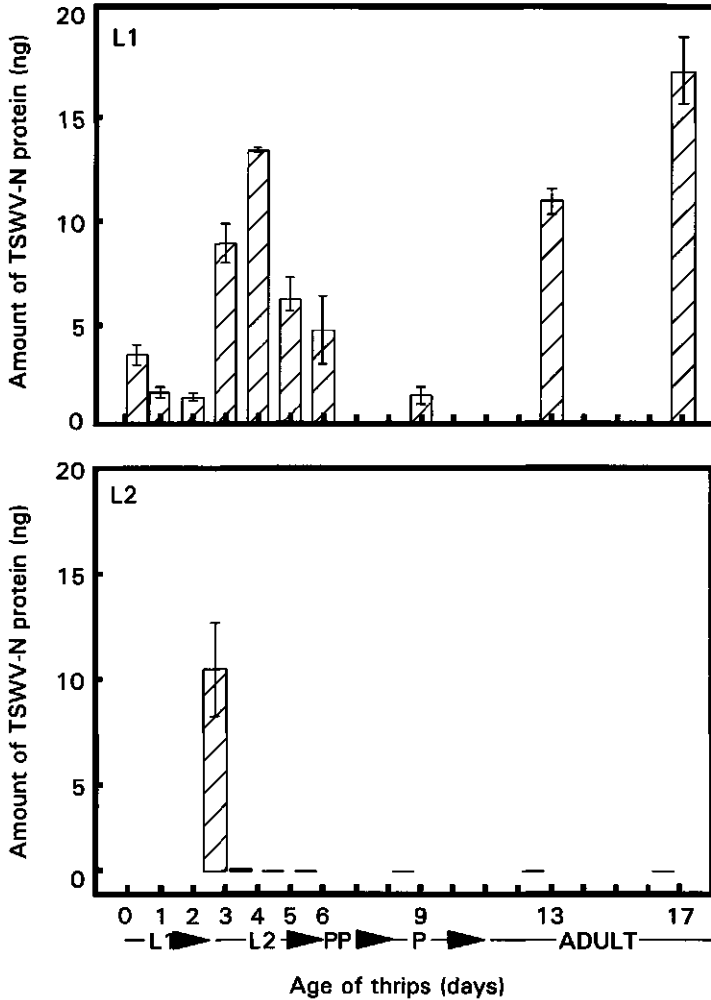 20
L1
15
10
5
0
Amount of TSWV-N protein (ng)
20
L2
15
10
5
0
Amount of TSWV-N protein (ng)
0 1 2 3 4 5 6 9 13 17
L1 L2 PP P ADULT
Age of thrips (days)